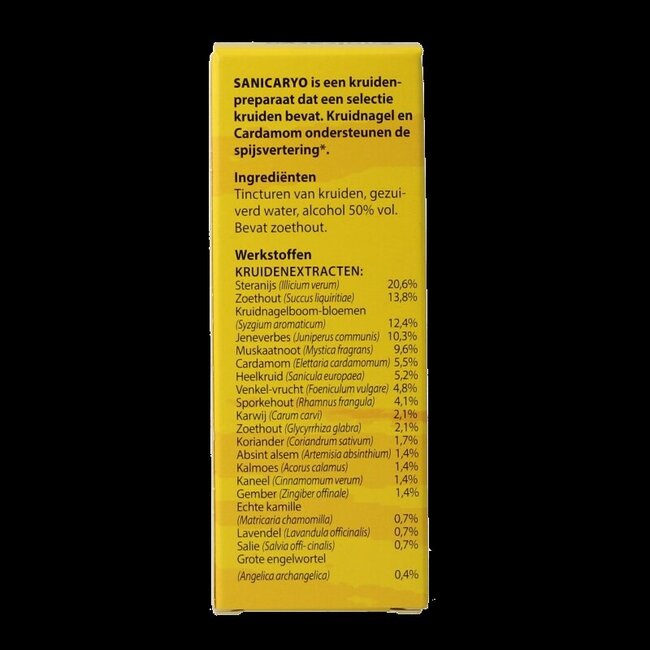 SANICARYO is een kruiden-
preparaat dat een selectie
kruiden bevat. Kruidnagel en
Cardamom ondersteunen de
spijsvertering*.
Ingrediënten
Tincturen van kruiden, gezui-
verd water, alcohol 50% vol.
Bevat zoethout.
Werkstoffen
KRUIDENEXTRACTEN:
Steranijs (Illicium verum) 20,6%
Zoethout (Succus liquiritiae) 13,8%
Kruidnagelboom-bloemen
(Syzgium aromaticum) 12,4%
Jeneverbes (Juniperus communis) 10,3%
Muskaatnoot (Mystica fragrans) 9,6%
Cardamom (Elettaria cardamomum) 5,5%
Heelkruid (Sanicula europaea) 5,2%
Venkel-vrucht (Foeniculum vulgare) 4,8%
Sporkehout (Rhamnus frangula) 4,1%
Karwij (Carum carvi) 2,1%
Zoethout (Glycyrrhiza glabra) 2,1%
Koriander (Coriandrum sativum) 1,7%
Absint alsem (Artemisia absinthium) 1,4%
Kalmoes (Acorus calamus) 1,4%
Kaneel (Cinnamomum verum) 1,4%
Gember (Zingiber offinale) 1,4%
Echte kamille
(Matricaria chamomilla) 0,7%
Lavendel (Lavandula officinalis) 0,7%
Salie (Salvia offi- cinalis) 0,7%
Grote engelwortel
(Angelica archangelica) 0,4%